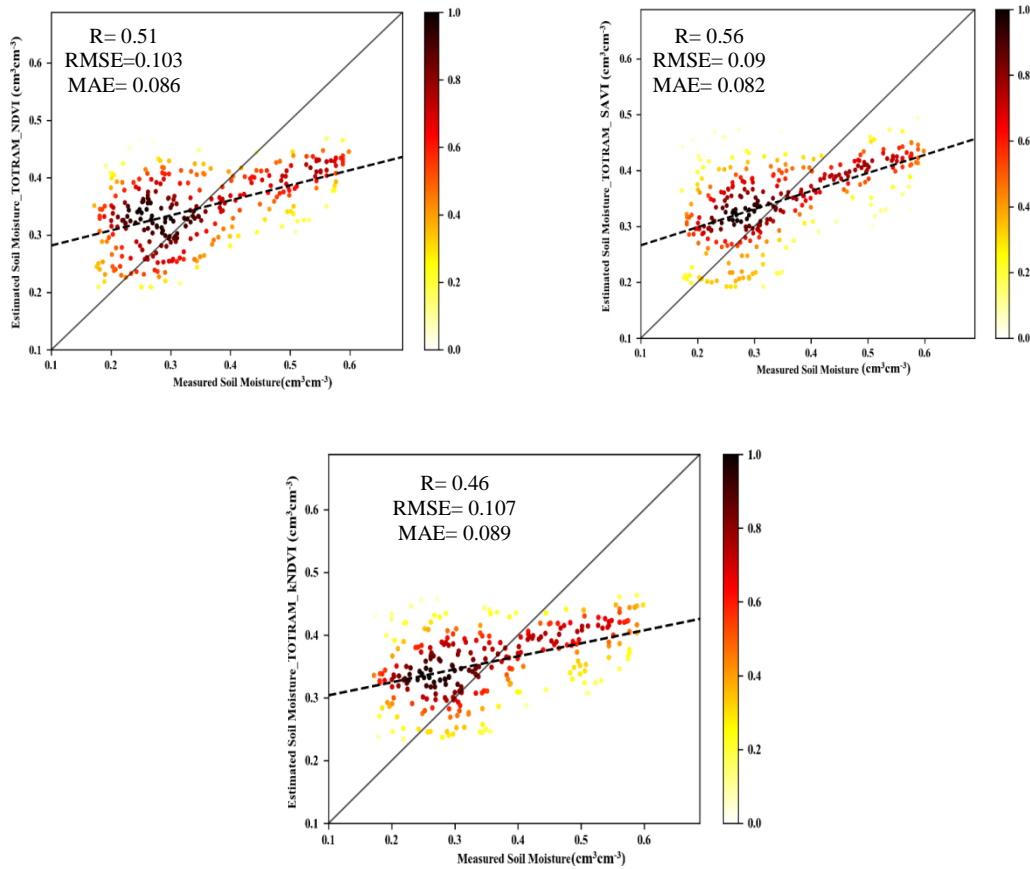 R= 0.51
RMSE=0.103
MAE= 0.086
Estimated Soil Moisture_TOTRAM_NDVI (cm³cm⁻³)
0.6
0.5
0.4
0.3
0.2
0.1
0.1 0.2 0.3 0.4 0.5 0.6
Measured Soil Moisture(cm³cm⁻³)
1.0
0.8
0.6
0.4
0.2
0.0
R= 0.56
RMSE= 0.09
MAE= 0.082
Estimated Soil Moisture_TOTRAM_ SAVI (cm³cm⁻³)
0.6
0.5
0.4
0.3
0.2
0.1
0.1 0.2 0.3 0.4 0.5 0.6
Measured Soil Moisture (cm³cm⁻³)
1.0
0.8
0.6
0.4
0.2
0.0
R= 0.46
RMSE= 0.107
MAE= 0.089
Estimated Soil Moisture_TOTRAM_kNDVI (cm³cm⁻³)
0.6
0.5
0.4
0.3
0.2
0.1
0.1 0.2 0.3 0.4 0.5 0.6
Measured Soil Moisture(cm³cm⁻³)
1.0
0.8
0.6
0.4
0.2
0.0